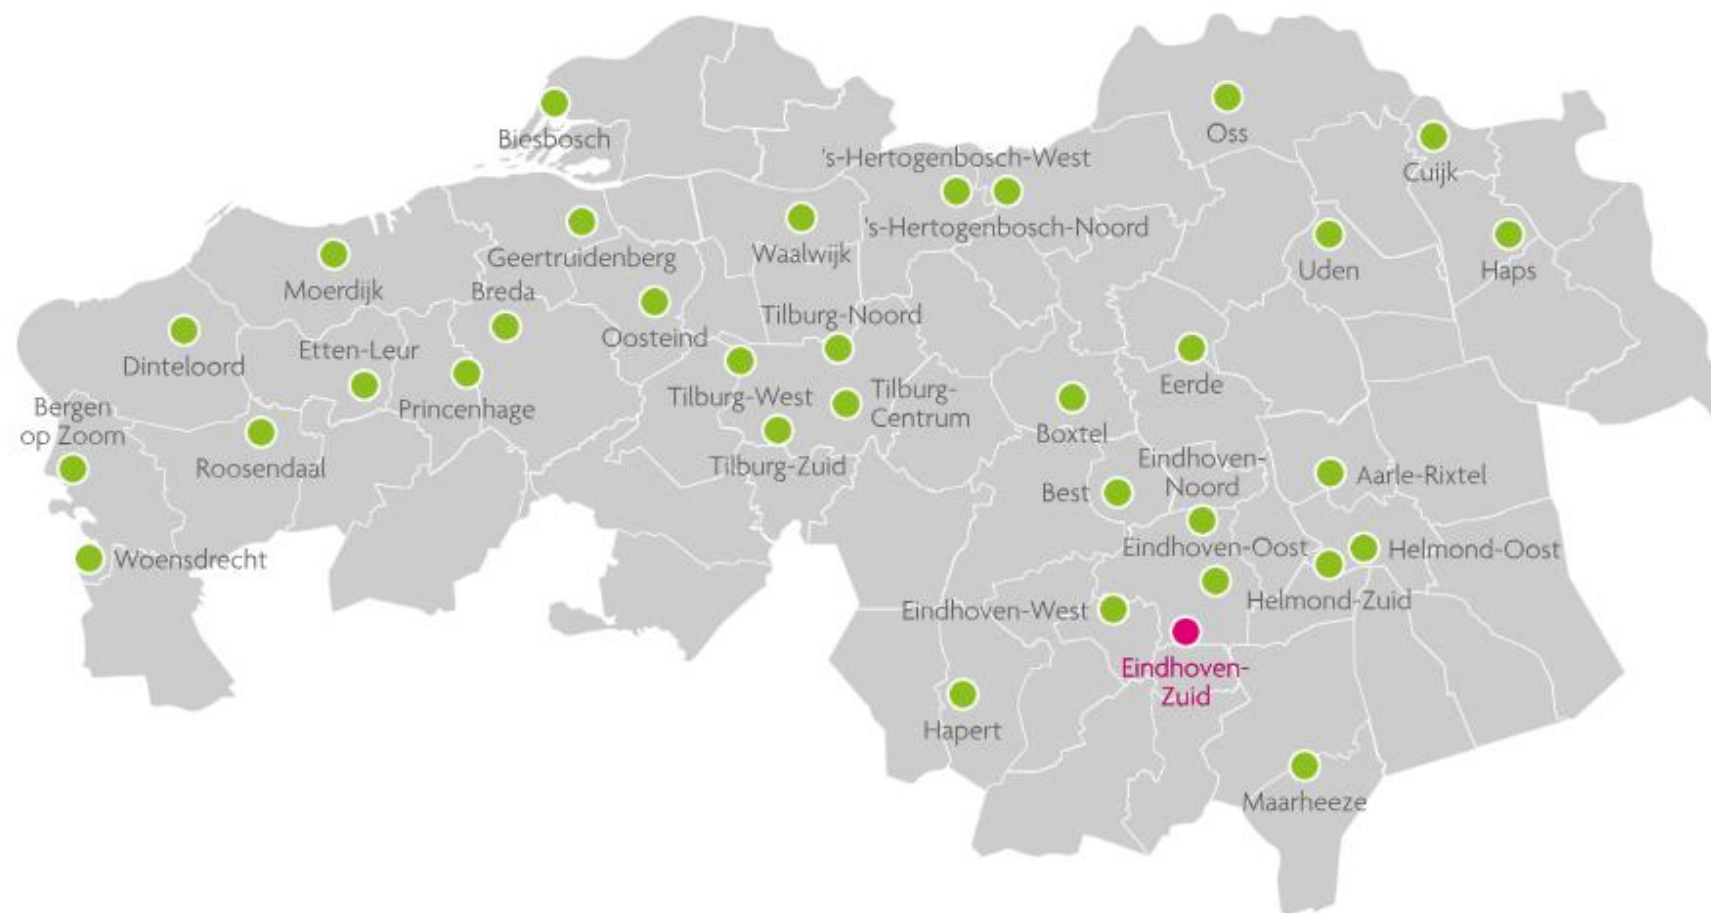 Biesbosch
Oss
's-Hertogenbosch-West
Cuijk
's-Hertogenbosch-Noord
Waalwijk
Geertruidenberg
Uden
Haps
Moerdijk
Breda
Tilburg-Noord
Oosteind
Etten-Leur
Dinteloord
Eerde
Tilburg-West
Tilburg-
Centrum
Princenhage
Bergen
op Zoom
Boxtel
Roosendaal
Tilburg-Zuid
Eindhoven-
Noord
Aarle-Rixtel
Best
Eindhoven-Oost
Helmond-Oost
Woensdrecht
Helmond-Zuid
Eindhoven-West
Eindhoven-
Zuid
Hapert
Maarheeze